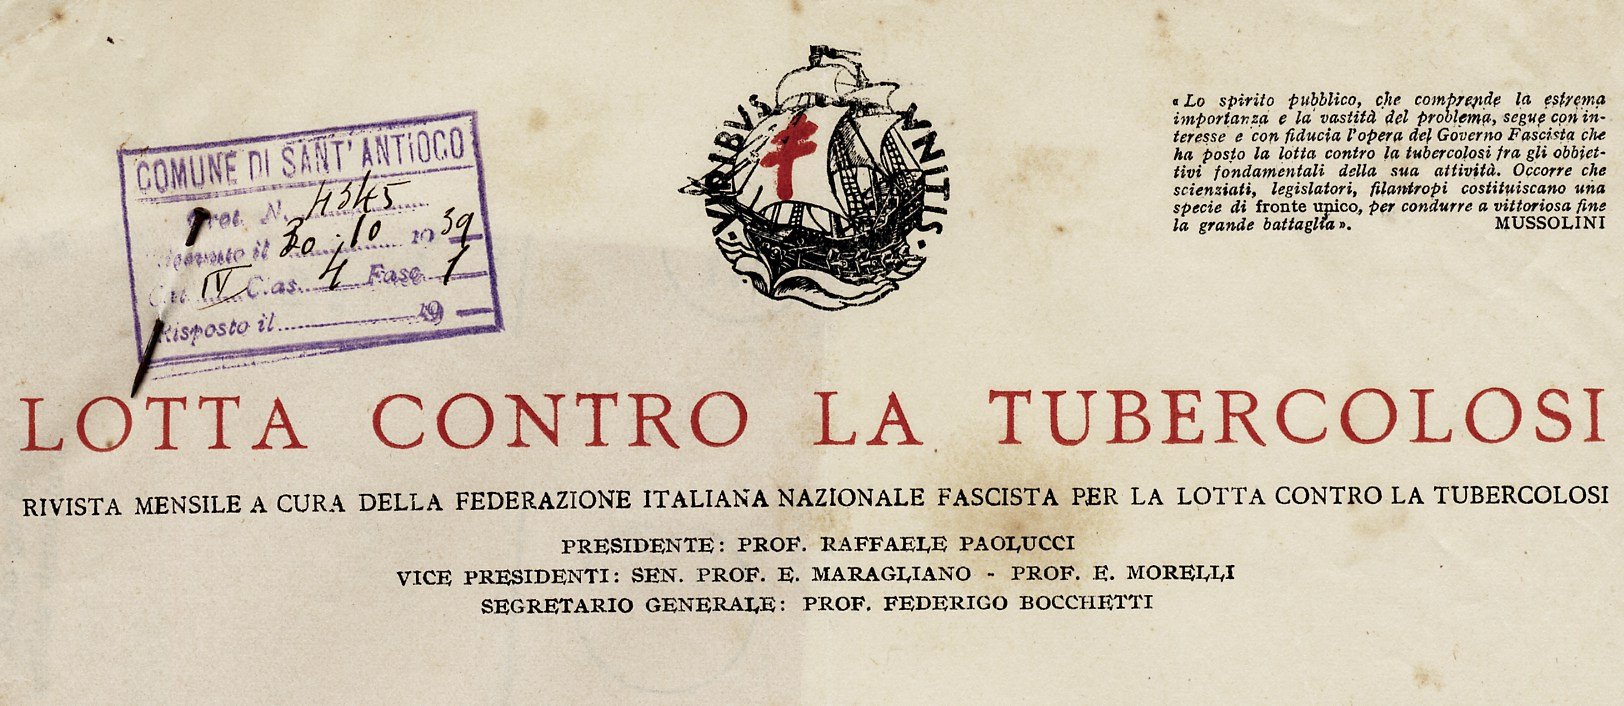 COMUNE DI SANT'ANTIOCO
Prot. N. 4345
Ricevuto il 30.10 1939
Cat. IV Cas. 4 Fasc. 1
Risposto il 19
VIRIBVS VNITIS
« Lo spirito pubblico, che comprende la estrema
importanza e la vastità del problema, segue con in-
teresse e con fiducia l'opera del Governo Fascista che
ha posto la lotta contro la tubercolosi fra gli obbiet-
tivi fondamentali della sua attività. Occorre che
scienziati, legislatori, filantropi costituiscano una
specie di fronte unico, per condurre a vittoriosa fine
la grande battaglia ». MUSSOLINI
LOTTA CONTRO LA TUBERCOLOSI
RIVISTA MENSILE A CURA DELLA FEDERAZIONE ITALIANA NAZIONALE FASCISTA PER LA LOTTA CONTRO LA TUBERCOLOSI
PRESIDENTE: PROF. RAFFAELE PAOLUCCI
VICE PRESIDENTI: SEN. PROF. E. MARAGLIANO - PROF. E. MORELLI
SEGRETARIO GENERALE: PROF. FEDERIGO BOCCHETTI